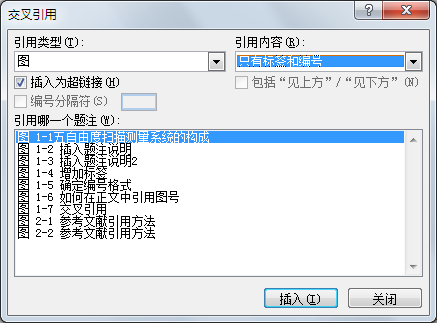 交叉引用
引用类型(T):
引用内容(R):
图
只有标签和编号
插入为超链接(H)
包括“见上方”/“见下方”(N)
编号分隔符(S)
引用哪一个题注(W):
图 1-1五自由度扫描测量系统的构成
图 1-2 插入题注说明
图 1-3 插入题注说明2
图 1-4 增加标签
图 1-5 确定编号格式
图 1-6 如何在正文中引用图号
图 1-7 交叉引用
图 2-1 参考文献引用方法
图 2-2 参考文献引用方法
插入(I)
关闭